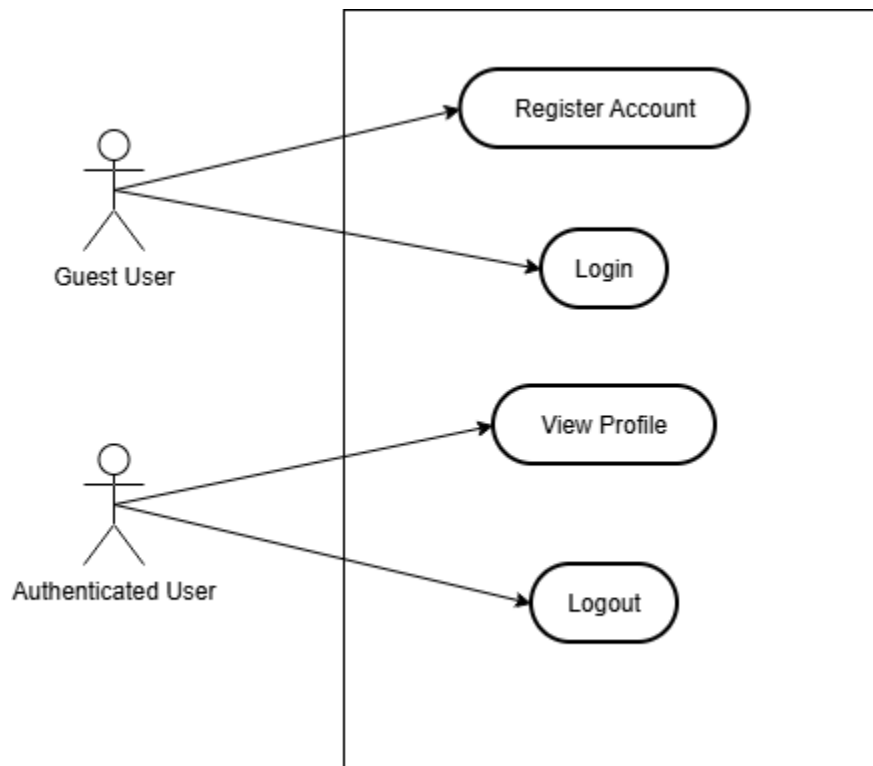 Register Account
Guest User
Login
View Profile
Authenticated User
Logout